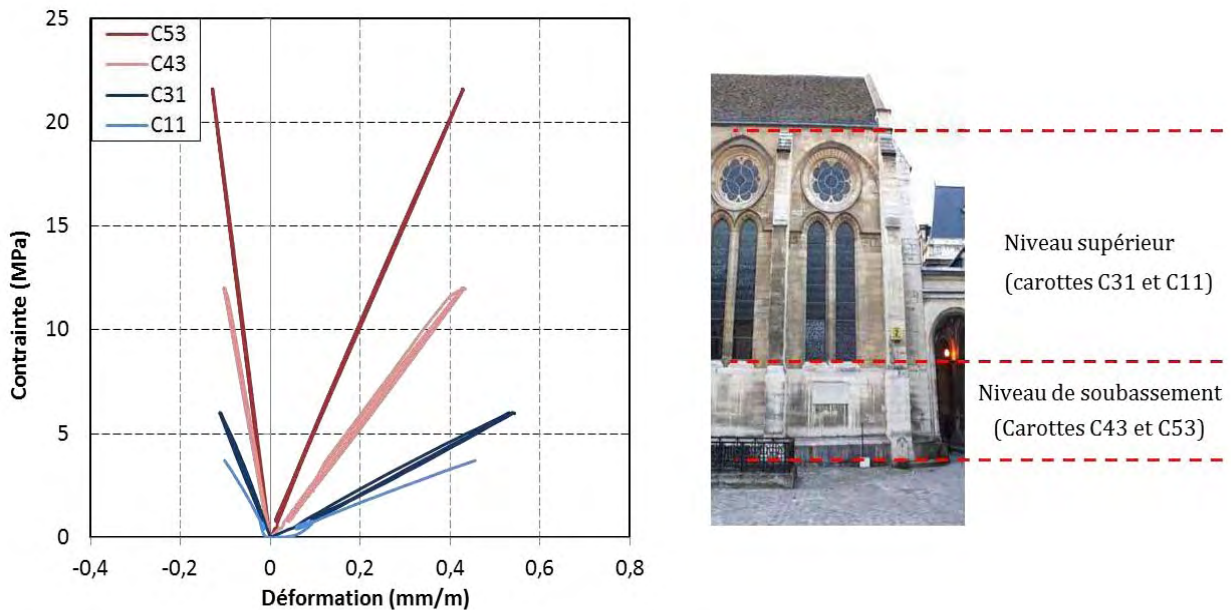 25
20
15
10
5
0
Contrainte (MPa)
C53
C43
C31
C11
-0,4
-0,2
0
0,2
0,4
0,6
0,8
Déformation (mm/m)
Niveau supérieur
(carottes C31 et C11)
Niveau de soubassement
(Carottes C43 et C53)